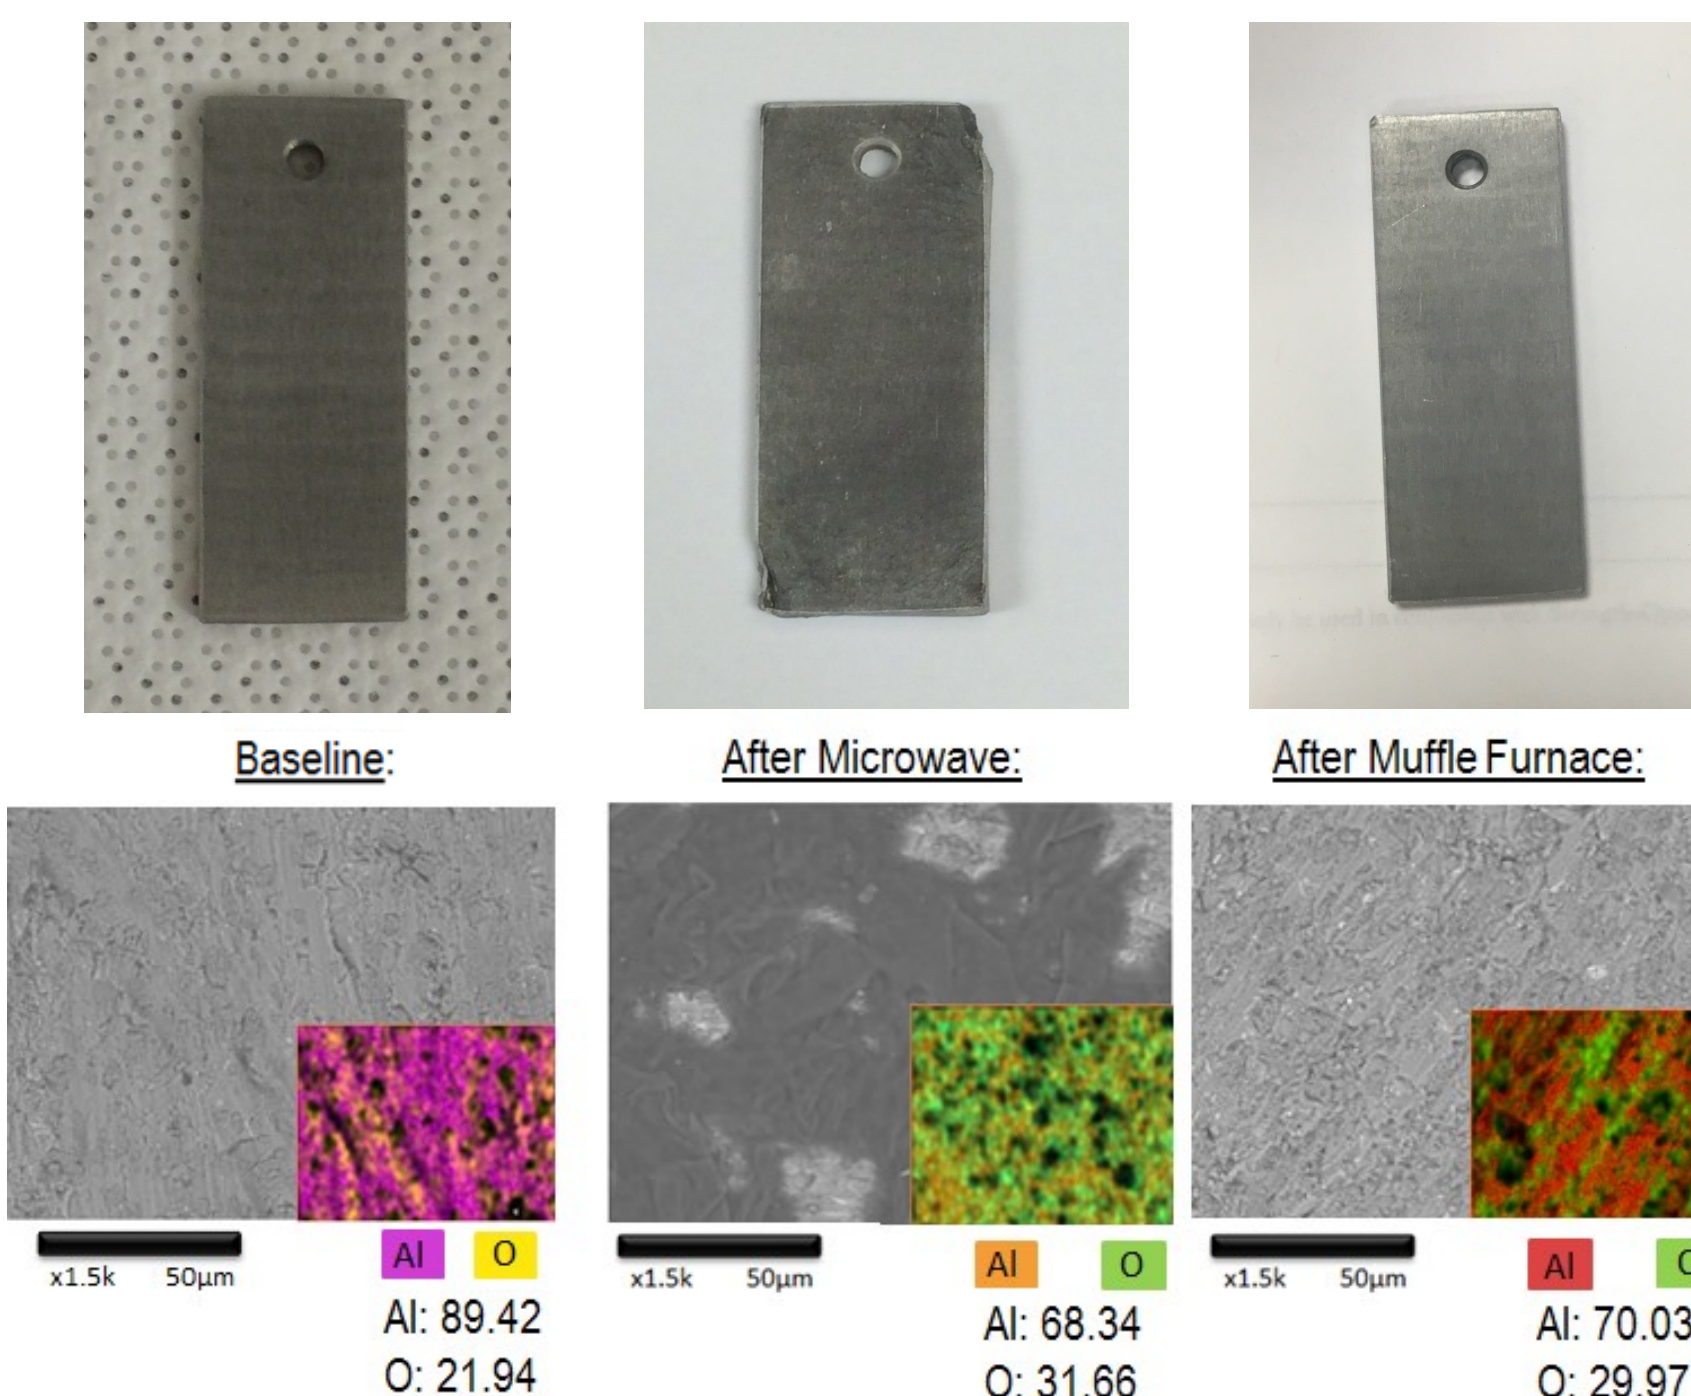 Baseline:
After Microwave:
After Muffle Furnace:
x1.5k 50µm
Al O
Al: 89.42
O: 21.94
x1.5k 50µm
Al O
Al: 68.34
O: 31.66
x1.5k 50µm
Al
Al: 70.03
O: 29.97